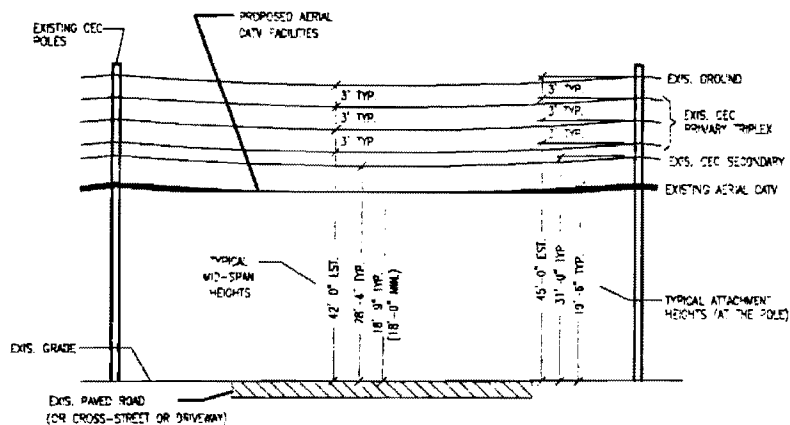 PROPOSED AERIAL
CATV FACILITIES
EXISTING CEC
POLES
EXIS. GROUND
3' TYP.
3' TYP.
3' TYP.
3' TYP.
3' TYP.
3' TYP.
EXIS. CEC
PRIMARY TRIPLEX
EXIS. CEC SECONDARY
EXISTING AERIAL CATV
TYPICAL
MID-SPAN
HEIGHTS
42'-0" EST.
28'-4" TYP.
18'-9" TYP.
(18'-0" MIN.)
45'-0" EST.
31'-0" TYP.
19'-6" TYP.
TYPICAL ATTACHMENT
HEIGHTS (AT THE POLE)
EXIS. GRADE
EXIS. PAVED ROAD
(OR CROSS-STREET OR DRIVEWAY)